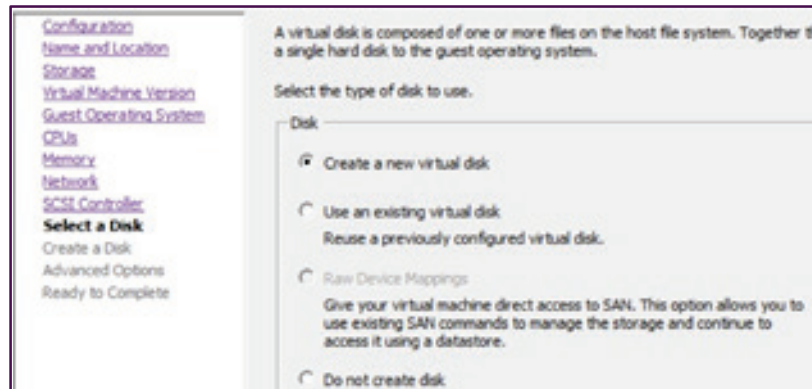 Configuration
Name and Location
Storage
Virtual Machine Version
Guest Operating System
CPUs
Memory
Network
SCSI Controller
Select a Disk
Create a Disk
Advanced Options
Ready to Complete
A virtual disk is composed of one or more files on the host file system. Together
a single hard disk to the guest operating system.
Select the type of disk to use.
Disk
Create a new virtual disk
Use an existing virtual disk
Reuse a previously configured virtual disk.
Raw Device Mappings
Give your virtual machine direct access to SAN. This option allows you to
use existing SAN commands to manage the storage and continue to
access it using a datastore.
Do not create disk